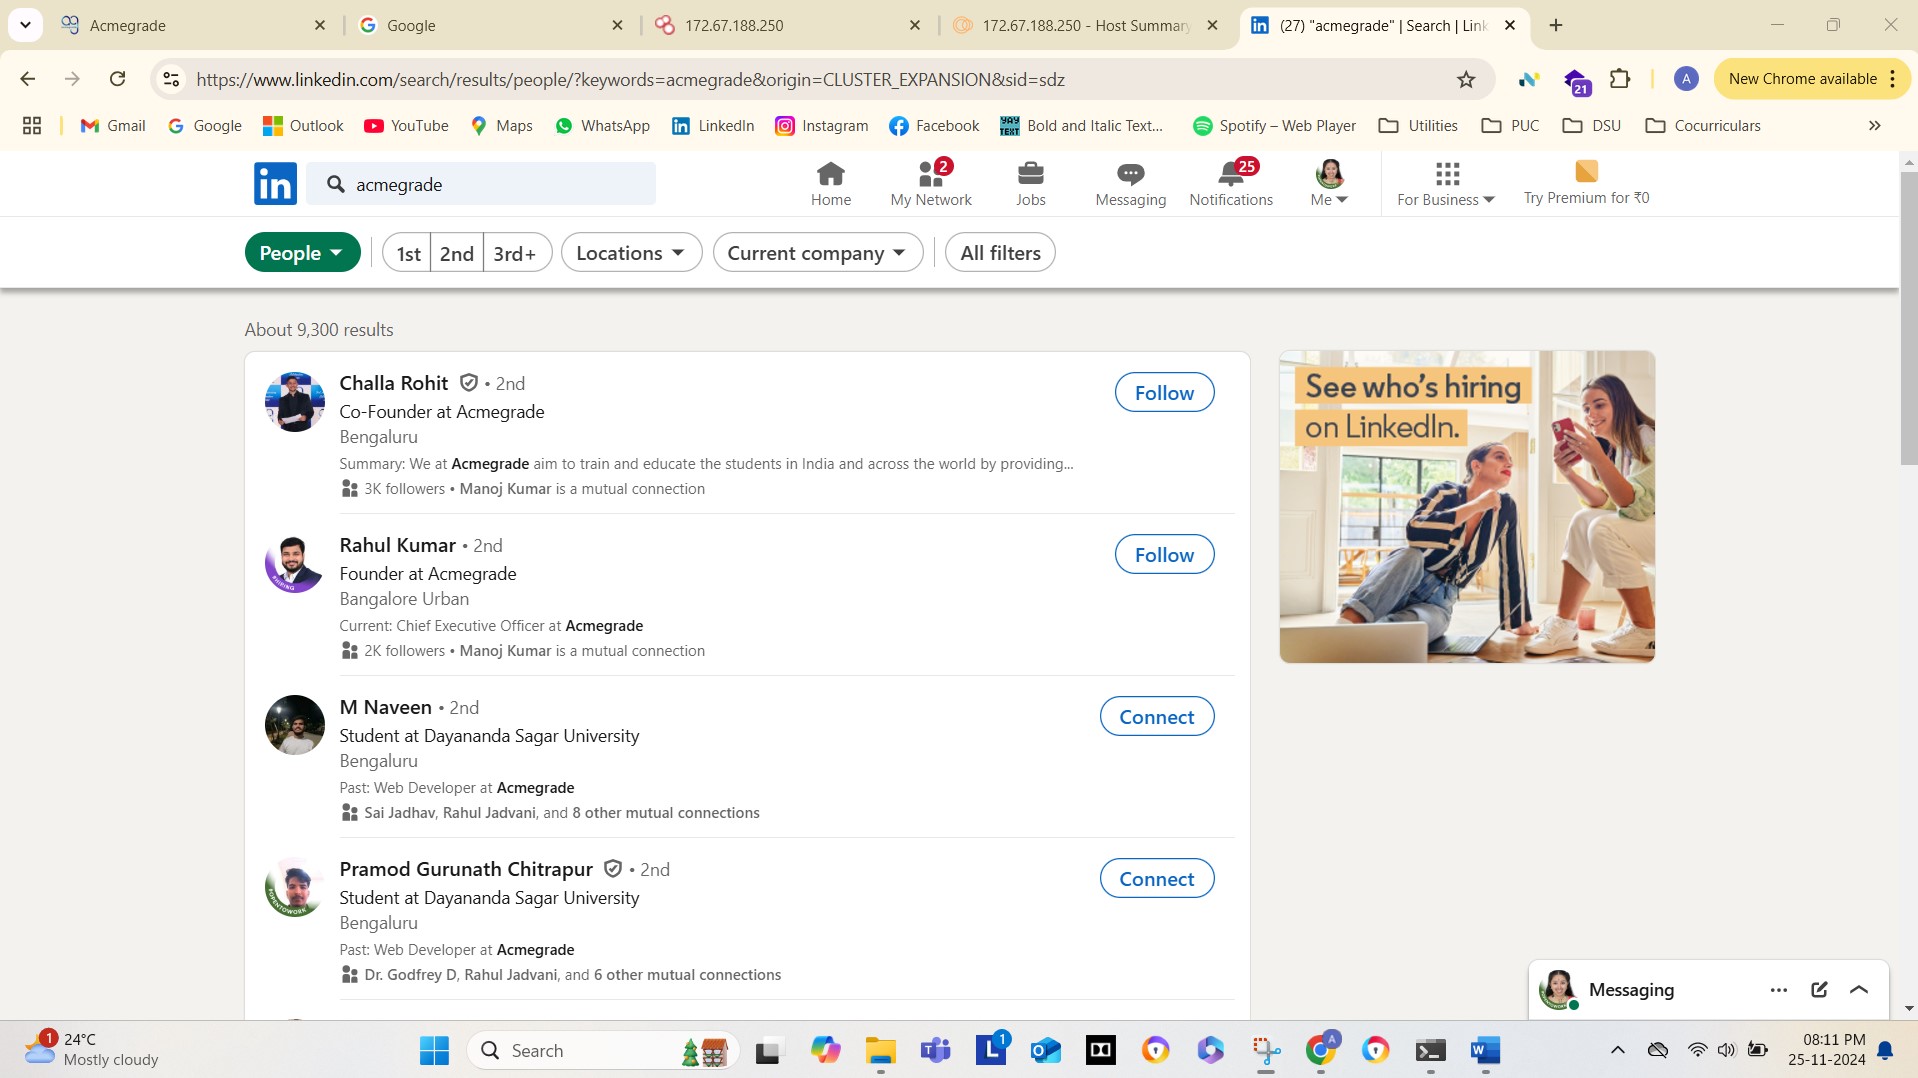 Acmegrade
Google
172.67.188.250
172.67.188.250 - Host Summary
(27) "acmegrade" | Search | Link
https://www.linkedin.com/search/results/people/?keywords=acmegrade&origin=CLUSTER_EXPANSION&sid=sdz
21
A
New Chrome available
Gmail
Google
Outlook
YouTube
Maps
WhatsApp
LinkedIn
Instagram
Facebook
YAY TEXT
Bold and Italic Text...
Spotify – Web Player
Utilities
PUC
DSU
Cocurriculars
in
acmegrade
Home
2
My Network
Jobs
Messaging
25
Notifications
Me
For Business
Try Premium for ₹0
People
1st
2nd
3rd+
Locations
Current company
All filters
About 9,300 results
Challa Rohit • 2nd
Co-Founder at Acmegrade
Bengaluru
Summary: We at Acmegrade aim to train and educate the students in India and across the world by providing...
3K followers • Manoj Kumar is a mutual connection
Follow
Rahul Kumar • 2nd
Founder at Acmegrade
Bangalore Urban
Current: Chief Executive Officer at Acmegrade
2K followers • Manoj Kumar is a mutual connection
Follow
#HIRING
M Naveen • 2nd
Student at Dayananda Sagar University
Bengaluru
Past: Web Developer at Acmegrade
Sai Jadhav, Rahul Jadvani, and 8 other mutual connections
Connect
Pramod Gurunath Chitrapur • 2nd
Student at Dayananda Sagar University
Bengaluru
Past: Web Developer at Acmegrade
Dr. Godfrey D, Rahul Jadvani, and 6 other mutual connections
Connect
#OPENTOWORK
See who's hiring
on LinkedIn.
Messaging
1
24°C
Mostly cloudy
Search
L
1
A
W
08:11 PM
25-11-2024